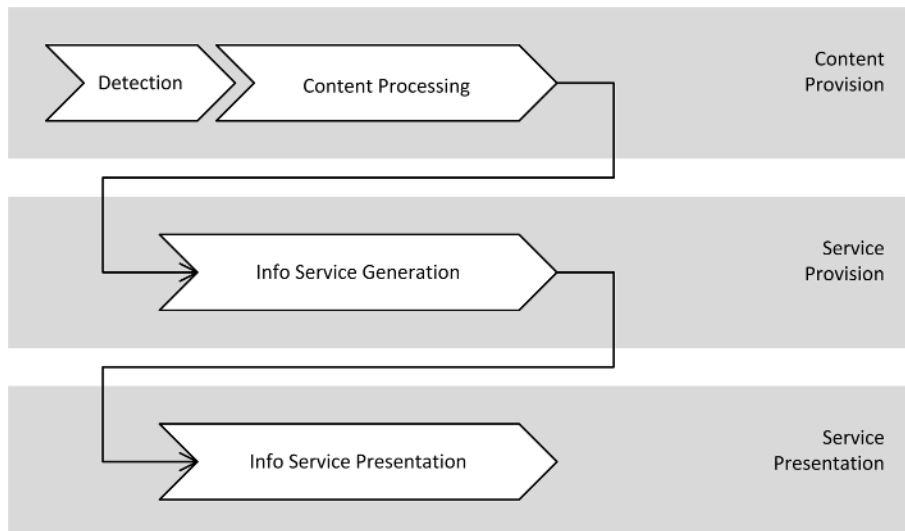 Detection
Content Processing
Content
Provision
Info Service Generation
Service
Provision
Info Service Presentation
Service
Presentation